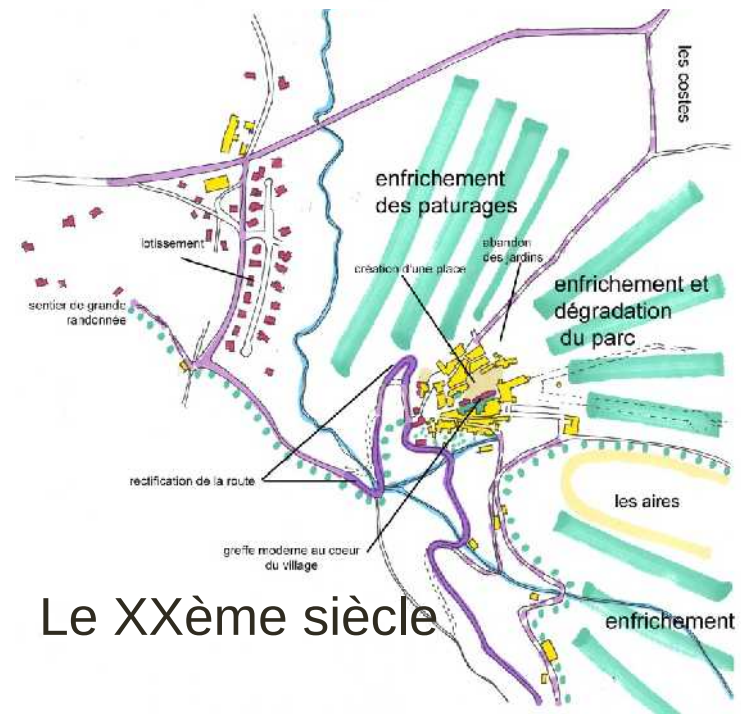 les costes
enfrichement
des paturages
lotissement
abandon
des jardins
création d'une place
enfrichement et
dégradation
du parc
sentier de grande
randonnée
rectification de la route
les aires
greffe moderne au coeur
du village
Le XXème siècle
enfrichement